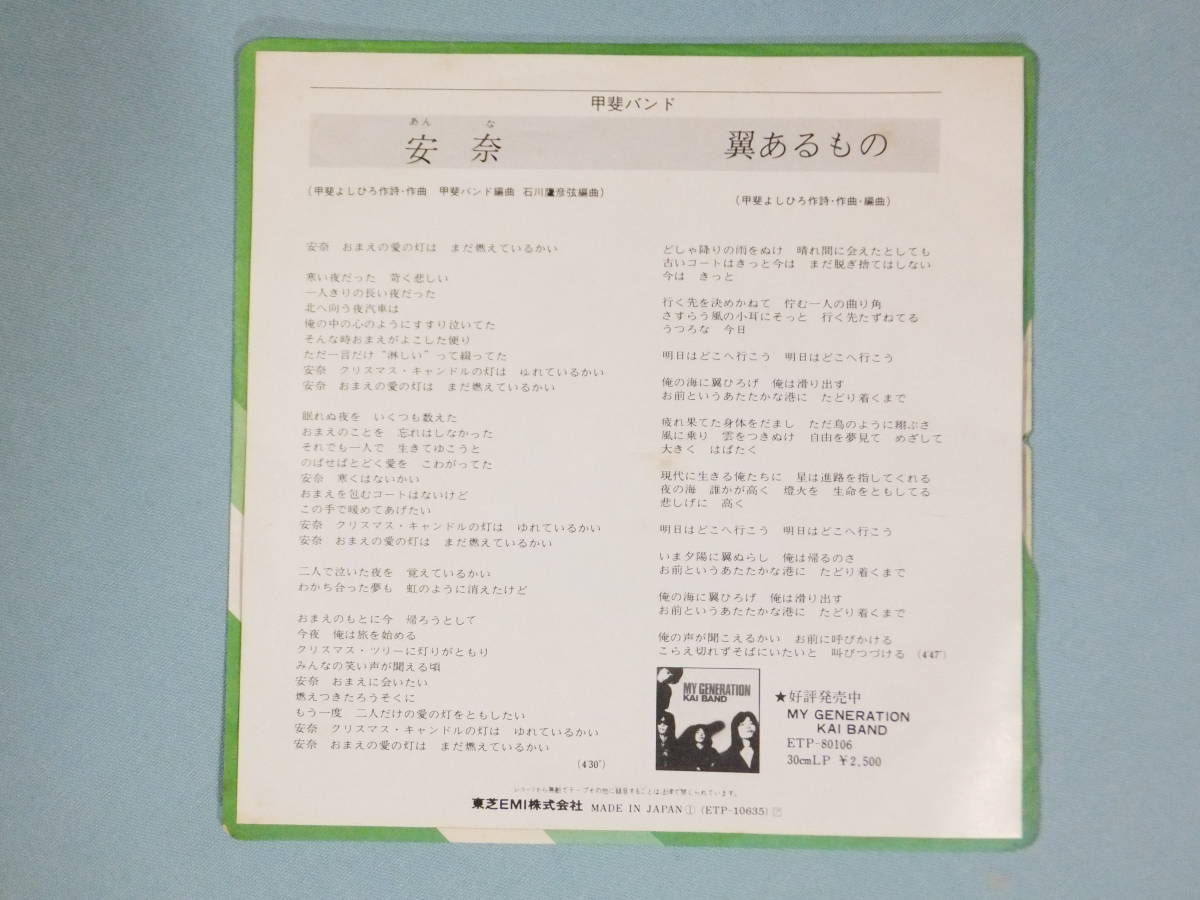 甲斐バンド
あん な
安 奈
(甲斐よしひろ作詩・作曲 甲斐バンド編曲 石川鷹彦弦編曲)
安奈 おまえの愛の灯は まだ燃えているかい
寒い夜だった 苛く悲しい
一人きりの長い夜だった
北へ向う夜汽車は
俺の中の心のようにすすり泣いてた
そんな時おまえがよこした便り
ただ一言だけ“淋しい”って綴ってた
安奈 クリスマス・キャンドルの灯は ゆれているかい
安奈 おまえの愛の灯は まだ燃えているかい
眠れぬ夜を いくつも数えた
おまえのことを 忘れはしなかった
それでも一人で 生きてゆこうと
のばせばとどく愛を こわがってた
安奈 寒くはないかい
おまえを包むコートはないけど
この手で暖めてあげたい
安奈 クリスマス・キャンドルの灯は ゆれているかい
安奈 おまえの愛の灯は まだ燃えているかい
二人で泣いた夜を 覚えているかい
わかち合った夢も 虹のように消えたけど
おまえのもとに今 帰ろうとして
今夜 俺は旅を始める
クリスマス・ツリーに灯りがともり
みんなの笑い声が聞える頃
安奈 おまえに会いたい
燃えつきたろうそくに
もう一度 二人だけの愛の灯をともしたい
安奈 クリスマス・キャンドルの灯は ゆれているかい
安奈 おまえの愛の灯は まだ燃えているかい
(4′30″)
翼あるもの
(甲斐よしひろ作詩・作曲・編曲)
どしゃ降りの雨をぬけ 晴れ間に会えたとしても
古いコートはきっと今は まだ脱ぎ捨てはしない
今は きっと
行く先を決めかねて 佇む一人の曲り角
さすらう風の小耳にそっと 行く先たずねてる
うつろな 今日
明日はどこへ行こう 明日はどこへ行こう
俺の海に翼ひろげ 俺は滑り出す
お前というあたたかな港に たどり着くまで
疲れ果てた身体をだまし ただ鳥のように翔ぶさ
風に乗り 雲をつきぬけ 自由を夢見て めざして
大きく はばたく
現代に生きる俺たちに 星は進路を指してくれる
夜の海 誰かが高く 燈火を 生命をともしてる
悲しげに 高く
明日はどこへ行こう 明日はどこへ行こう
いま夕陽に翼ぬらし 俺は帰るのさ
お前というあたたかな港に たどり着くまで
俺の海に翼ひろげ 俺は滑り出す
お前というあたたかな港に たどり着くまで
俺の声が聞こえるかい お前に呼びかける
こらえ切れずそばにいたいと 叫びつづける (4′47″)
MY GENERATION
KAI BAND
★好評発売中
MY GENERATION
KAI BAND
ETP-80106
30cmLP ¥2,500
レコードから無断でテープその他に録音することは法律で禁じられています。
東芝EMI株式会社 MADE IN JAPAN ① (ETP-10635)